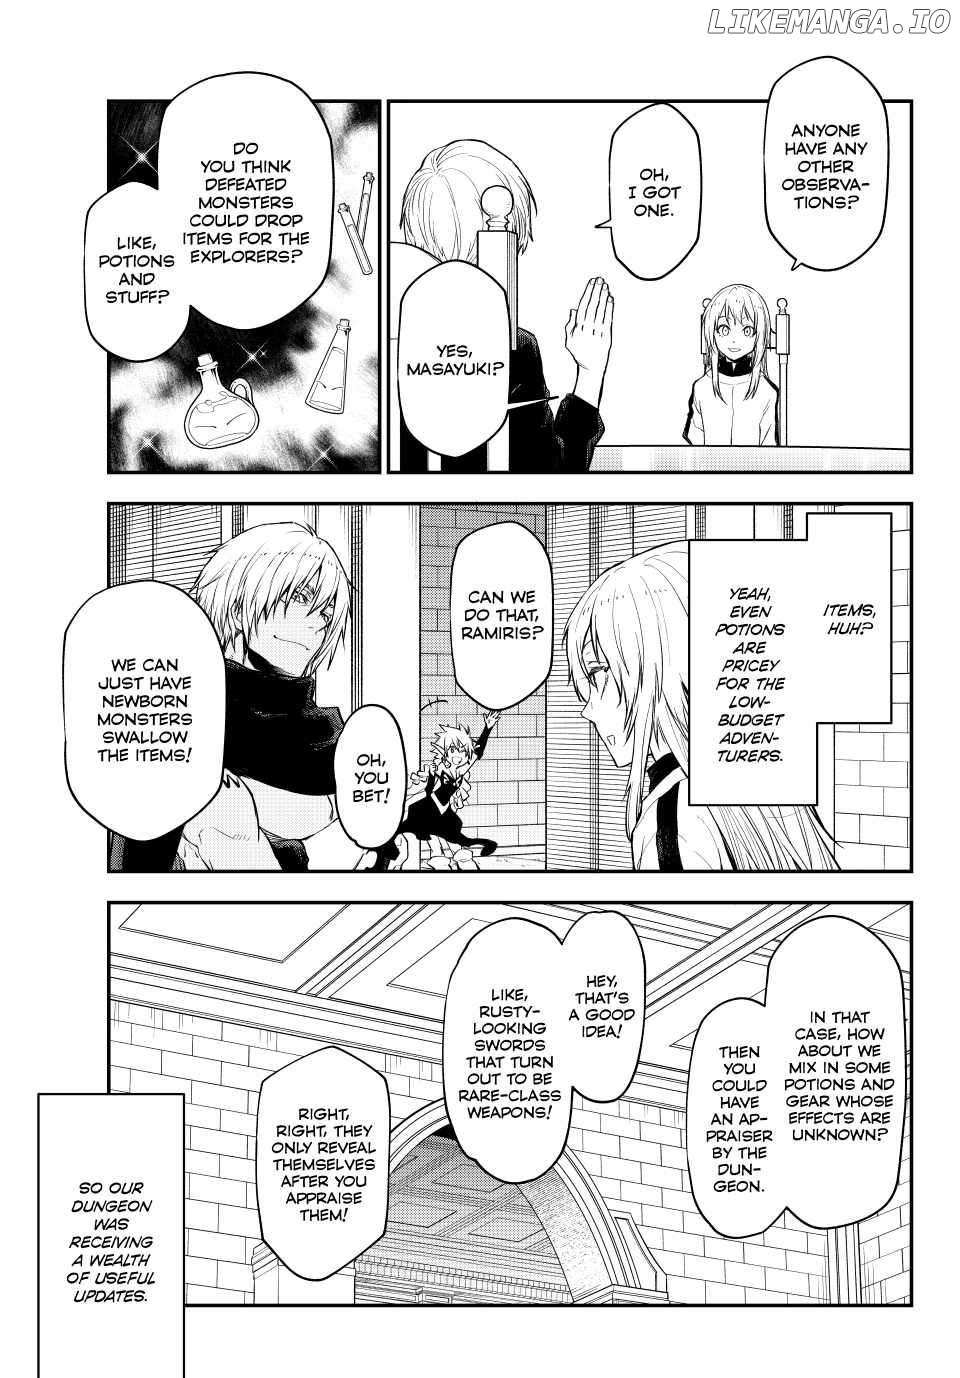 LIKEMANGA.IO
ANYONE
HAVE ANY
OTHER
OBSERVA-
TIONS?
OH,
I GOT
ONE.
YES,
MASAYUKI?
DO
YOU THINK
DEFEATED
MONSTERS
COULD DROP
ITEMS FOR THE
EXPLORERS?
LIKE,
POTIONS
AND
STUFF?
ITEMS,
HUH?
YEAH,
EVEN
POTIONS
ARE
PRICEY
FOR THE
LOW-
BUDGET
ADVEN-
TURERS.
CAN WE
DO THAT,
RAMIRIS?
OH,
YOU
BET!
WE CAN
JUST HAVE
NEWBORN
MONSTERS
SWALLOW
THE ITEMS!
IN THAT
CASE, HOW
ABOUT WE
MIX IN SOME
POTIONS AND
GEAR WHOSE
EFFECTS ARE
UNKNOWN?
THEN
YOU
COULD
HAVE
AN AP-
PRAISER
BY THE
DUN-
GEON.
HEY,
THAT'S
A GOOD
IDEA!
LIKE,
RUSTY-
LOOKING
SWORDS
THAT TURN
OUT TO BE
RARE-CLASS
WEAPONS!
RIGHT,
RIGHT, THEY
ONLY REVEAL
THEMSELVES
AFTER YOU
APPRAISE
THEM!
SO OUR
DUNGEON
WAS
RECEIVING
A WEALTH
OF USEFUL
UPDATES.